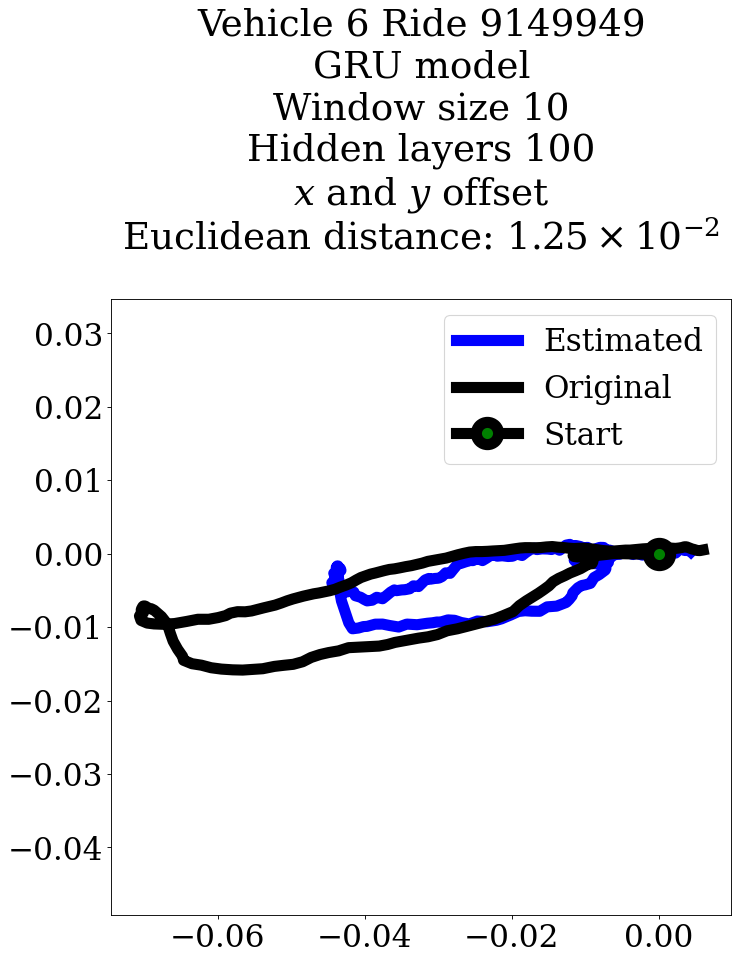 Vehicle 6 Ride 9149949
GRU model
Window size 10
Hidden layers 100
x and y offset
Euclidean distance: 1.25 × 10⁻²
Estimated
Original
Start
0.03
0.02
0.01
0.00
−0.01
−0.02
−0.03
−0.04
−0.06 −0.04 −0.02 0.00